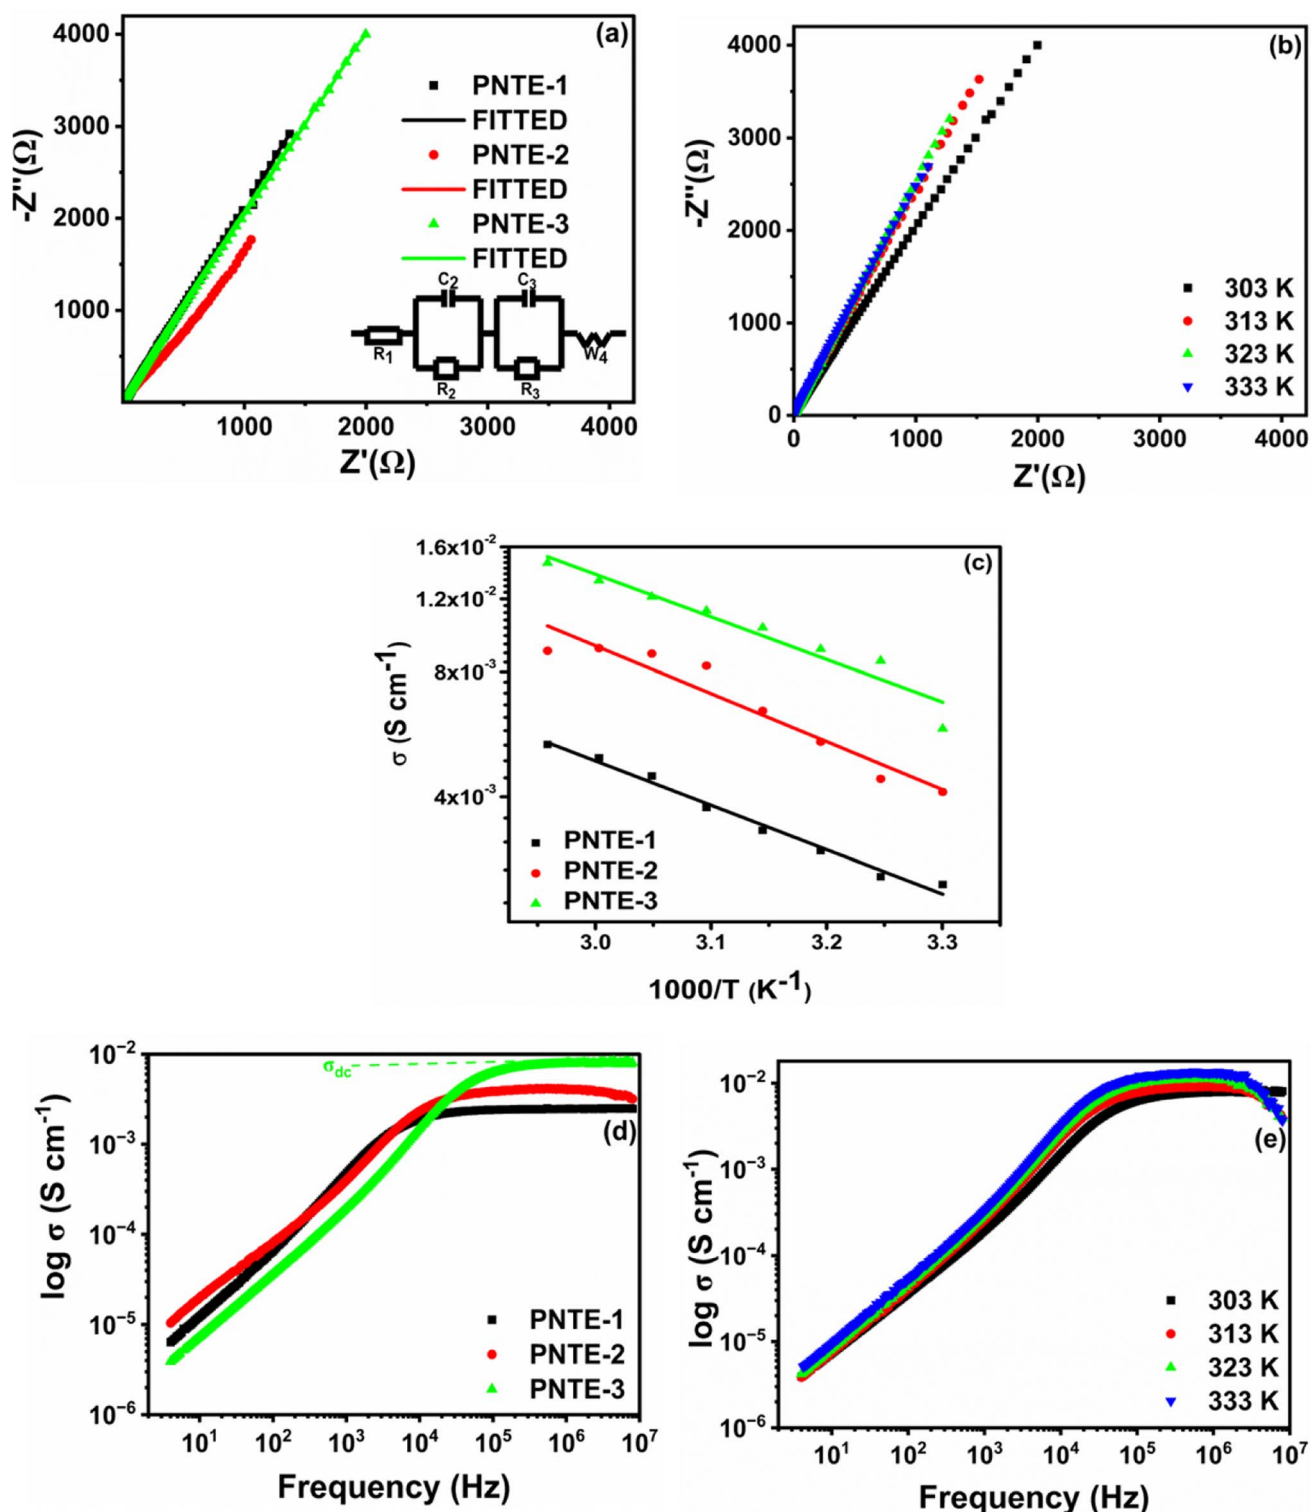 (a)
4000
3000
2000
1000
-Z''(Ω)
PNTE-1
FITTED
PNTE-2
FITTED
PNTE-3
FITTED
C2
C3
R1
R2
R3
W4
1000 2000 3000 4000
Z'(Ω)
(b)
4000
3000
2000
1000
0
-Z''(Ω)
303 K
313 K
323 K
333 K
0 1000 2000 3000 4000
Z'(Ω)
(c)
1.6x10⁻²
1.2x10⁻²
8x10⁻³
4x10⁻³
σ (S cm⁻¹)
PNTE-1
PNTE-2
PNTE-3
3.0 3.1 3.2 3.3
1000/T (K⁻¹)
10⁻²
10⁻³
10⁻⁴
10⁻⁵
10⁻⁶
log σ (S cm⁻¹)
σdc
(d)
PNTE-1
PNTE-2
PNTE-3
10¹ 10² 10³ 10⁴ 10⁵ 10⁶ 10⁷
Frequency (Hz)
10⁻²
10⁻³
10⁻⁴
10⁻⁵
10⁻⁶
log σ (S cm⁻¹)
(e)
303 K
313 K
323 K
333 K
10¹ 10² 10³ 10⁴ 10⁵ 10⁶ 10⁷
Frequency (Hz)